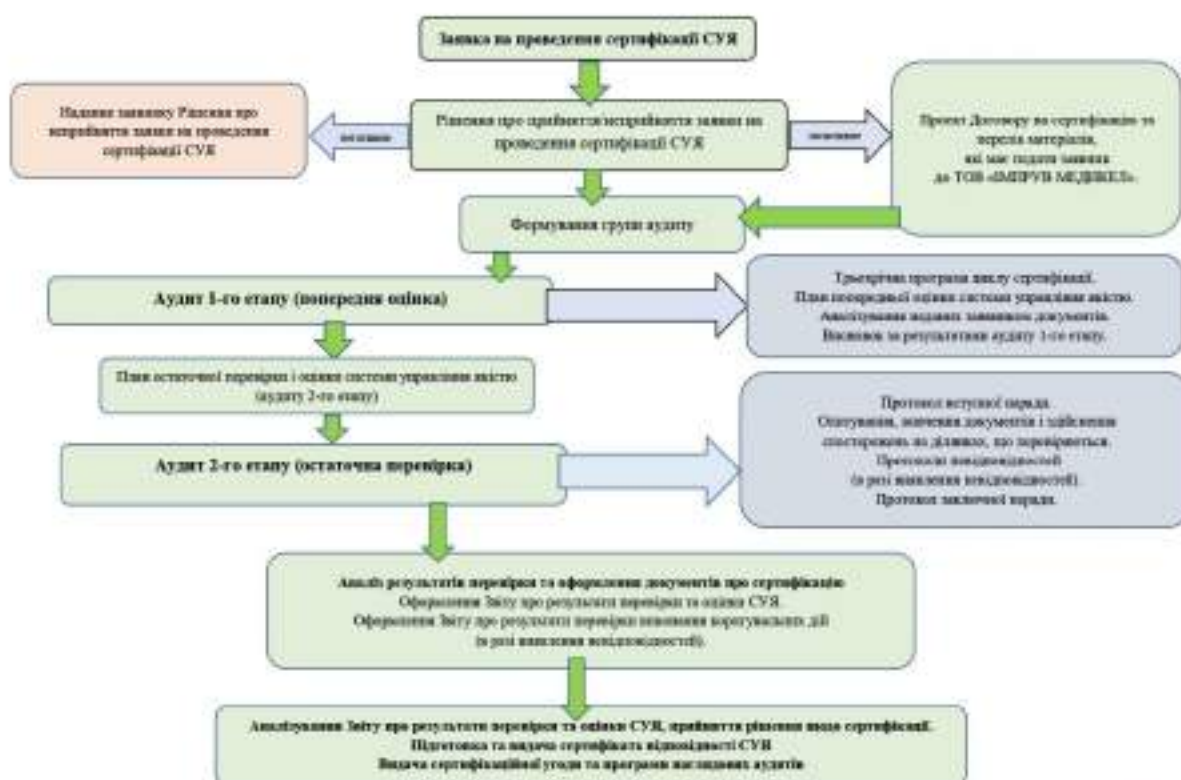 Заявка на проведення сертифікації СУЯ
Надання заявнику Рішення про
неприйняття заявки на проведення
сертифікації СУЯ
негативне
Рішення про прийняття/неприйняття заявки на
проведення сертифікації СУЯ
позитивне
Проект Договору на сертифікацію та
перелік матеріалів,
які має подати заявник
до ТОВ «ІМПРУВ МЕДІКЕЛ».
Формування групи аудиту
Аудит 1-го етапу (попередня оцінка)
Трьохрічна програма циклу сертифікації.
План попередньої оцінки системи управління якістю.
Аналізування наданих заявником документів.
Висновок за результатами аудиту 1-го етапу.
План остаточної перевірки і оцінки системи управління якістю
(аудиту 2-го етапу)
Аудит 2-го етапу (остаточна перевірка)
Протокол вступної наради.
Опитування, вивчення документів і здійснення
спостережень на ділянках, що перевіряються.
Протоколи невідповідностей
(в разі виявлення невідповідностей).
Протокол заключної наради.
Аналіз результатів перевірки та оформлення документів про сертифікацію
Оформлення Звіту про результати перевірки та оцінки СУЯ.
Оформлення Звіту про результати перевірки виконання коригувальних дій
(в разі виявлення невідповідностей).
Аналізування Звіту про результати перевірки та оцінки СУЯ, прийняття рішення щодо сертифікації.
Підготовка та видача сертифікатів відповідності СУЯ
Видача сертифікаційної угоди та програми наглядових аудитів